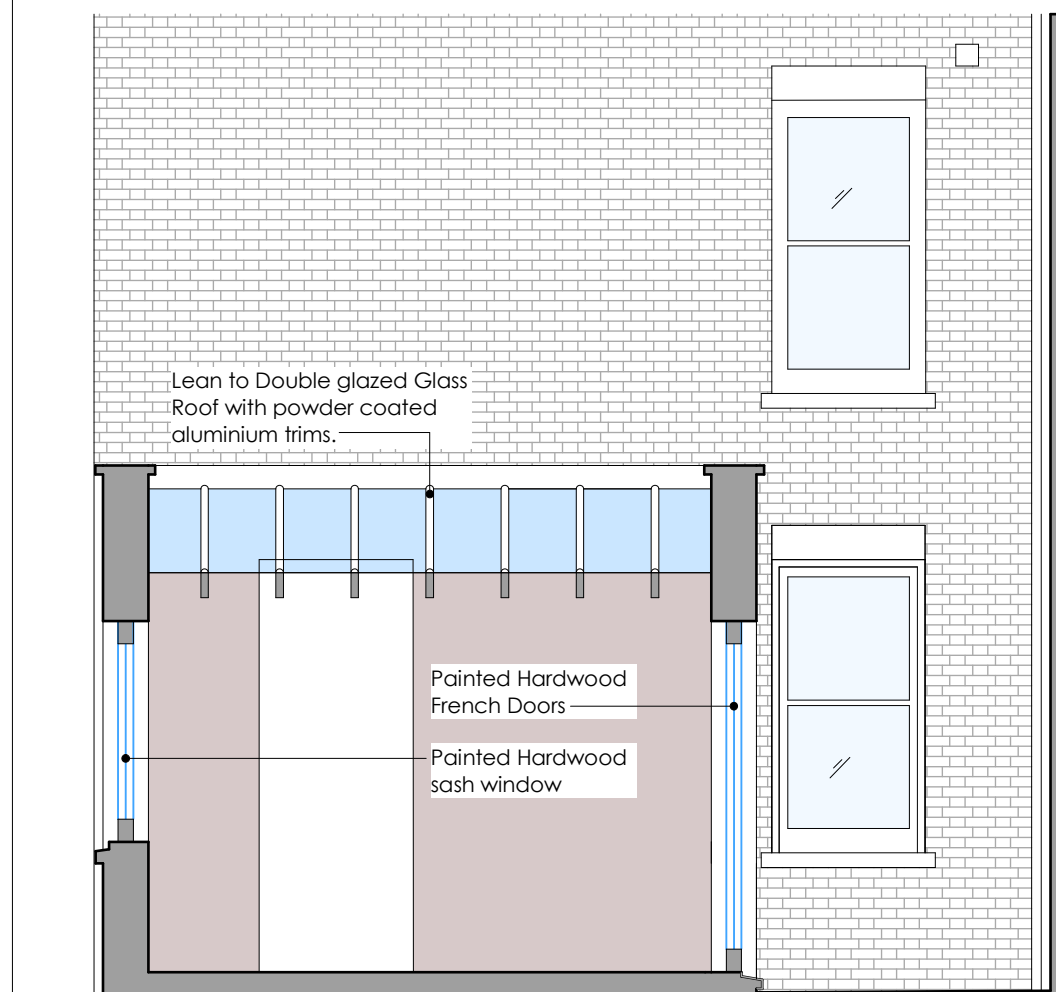 Lean to Double glazed Glass
Roof with powder coated
aluminium trims.
Painted Hardwood
French Doors
Painted Hardwood
sash window